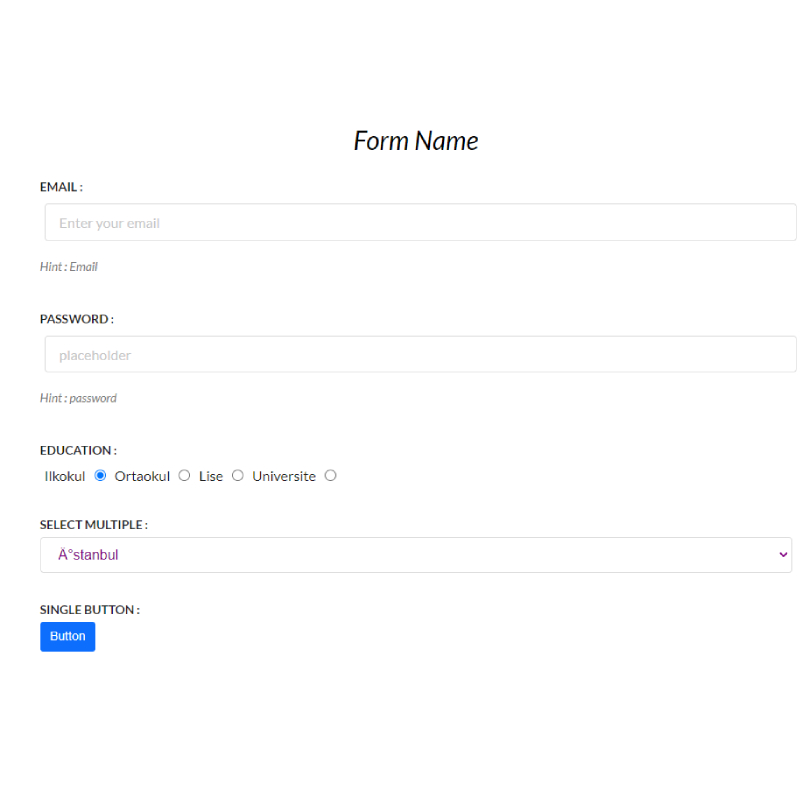 Form Name
EMAIL :
Enter your email
Hint : Email
PASSWORD :
placeholder
Hint : password
EDUCATION :
Ilkokul Ortaokul Lise Universite
SELECT MULTIPLE :
Ä°stanbul
SINGLE BUTTON :
Button